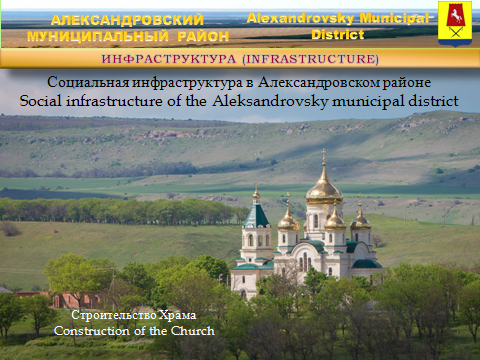 АЛЕКСАНДРОВСКИЙ
МУНИЦИПАЛЬНЫЙ РАЙОН
Alexandrovsky Municipal
District
ИНФРАСТРУКТУРА (INFRASTRUCTURE)
Социальная инфраструктура в Александровском районе
Social infrastructure of the Aleksandrovsky municipal district
Строительство Храма
Construction of the Church